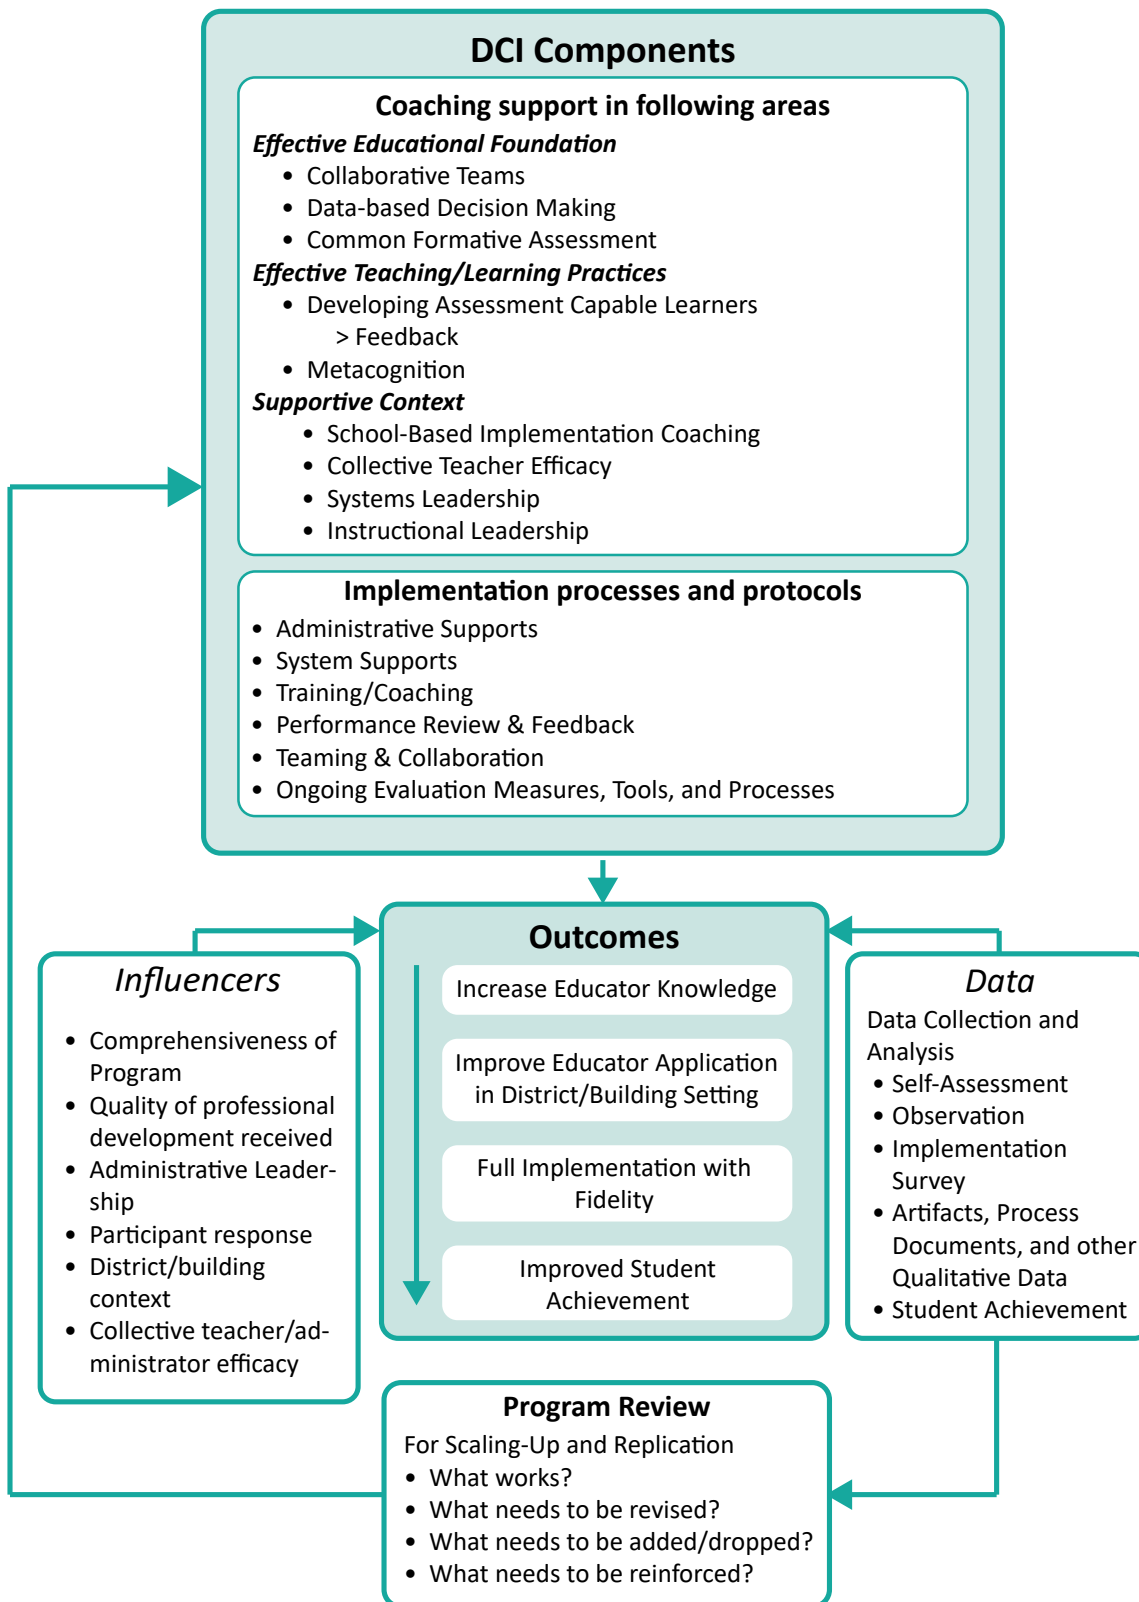 DCI Components
Coaching support in following areas
Effective Educational Foundation
• Collaborative Teams
• Data-based Decision Making
• Common Formative Assessment
Effective Teaching/Learning Practices
• Developing Assessment Capable Learners
> Feedback
• Metacognition
Supportive Context
• School-Based Implementation Coaching
• Collective Teacher Efficacy
• Systems Leadership
• Instructional Leadership
Implementation processes and protocols
• Administrative Supports
• System Supports
• Training/Coaching
• Performance Review & Feedback
• Teaming & Collaboration
• Ongoing Evaluation Measures, Tools, and Processes
Influencers
• Comprehensiveness of
Program
• Quality of professional
development received
• Administrative Leader-
ship
• Participant response
• District/building
context
• Collective teacher/ad-
ministrator efficacy
Outcomes
Increase Educator Knowledge
Improve Educator Application
in District/Building Setting
Full Implementation with
Fidelity
Improved Student
Achievement
Data
Data Collection and
Analysis
• Self-Assessment
• Observation
• Implementation
Survey
• Artifacts, Process
Documents, and other
Qualitative Data
• Student Achievement
Program Review
For Scaling-Up and Replication
• What works?
• What needs to be revised?
• What needs to be added/dropped?
• What needs to be reinforced?